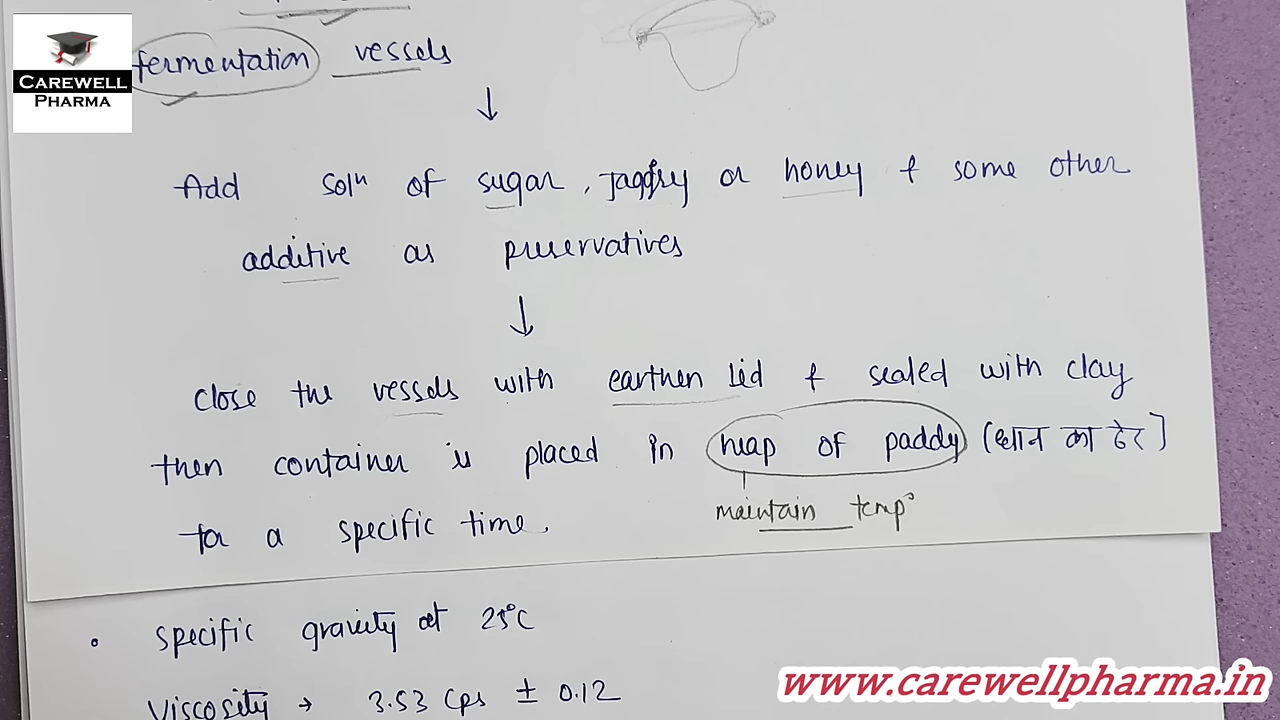 CAREWELL
PHARMA
fermentation vessels
↓
Add solⁿ of sugar, Jaggry or honey & some other
additive as preservatives
↓
close the vessels with earthen lid & sealed with clay
then container is placed in heap of paddy (धान का ढेर]
for a specific time.
maintain temp°
• specific gravity at 25°C
Viscosity → 3.53 cps ± 0.12
www.carewellpharma.in